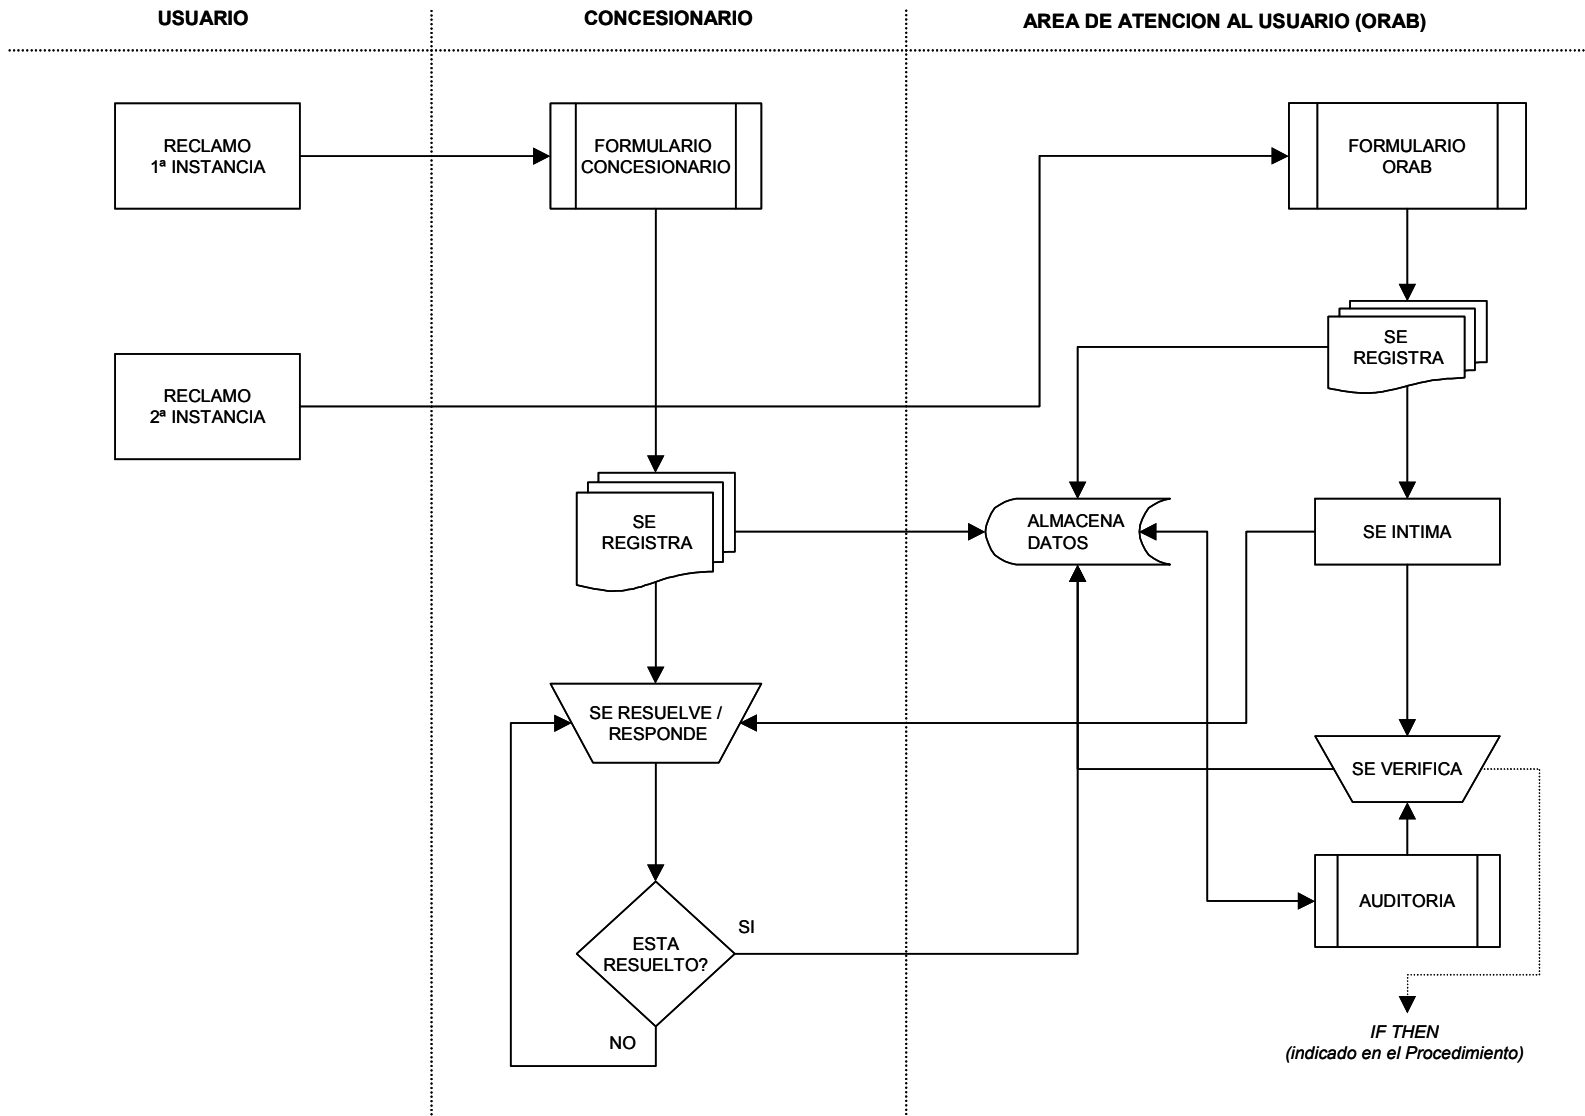 USUARIO
CONCESIONARIO
AREA DE ATENCION AL USUARIO (ORAB)
RECLAMO
1ª INSTANCIA
FORMULARIO
CONCESIONARIO
FORMULARIO
ORAB
SE
REGISTRA
RECLAMO
2ª INSTANCIA
SE
REGISTRA
ALMACENA
DATOS
SE INTIMA
SE RESUELVE /
RESPONDE
SE VERIFICA
AUDITORIA
ESTA
RESUELTO?
SI
NO
IF THEN
(indicado en el Procedimiento)